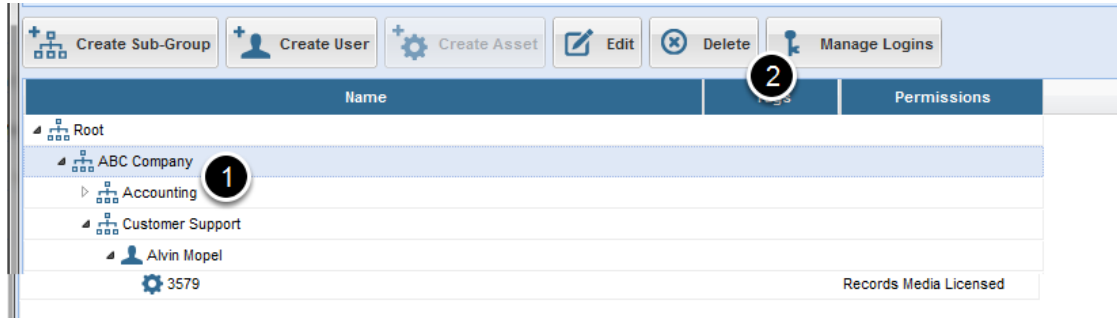 Create Sub-Group Create User Create Asset Edit Delete Manage Logins
2
Name Tags Permissions
Root
ABC Company
1
Accounting
Customer Support
Alvin Mopel
3579 Records Media Licensed